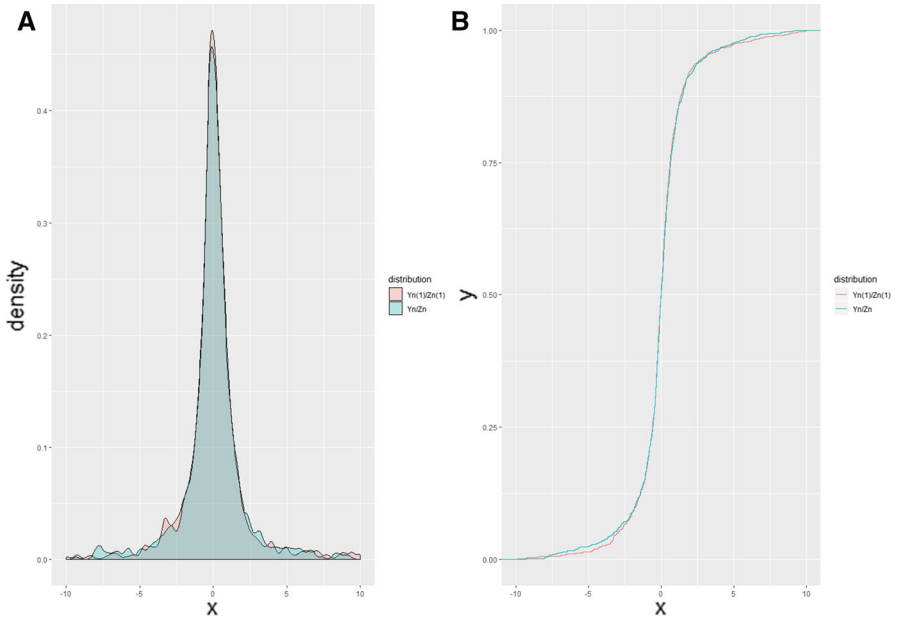 A
density
0.4
0.3
0.2
0.1
0.0
-10
-5
0
5
10
X
distribution
Yn(1)/Zn(1)
Yn/Zn
B
y
1.00
0.75
0.50
0.25
0.00
-10
-5
0
5
10
X
distribution
Yn(1)/Zn(1)
Yn/Zn